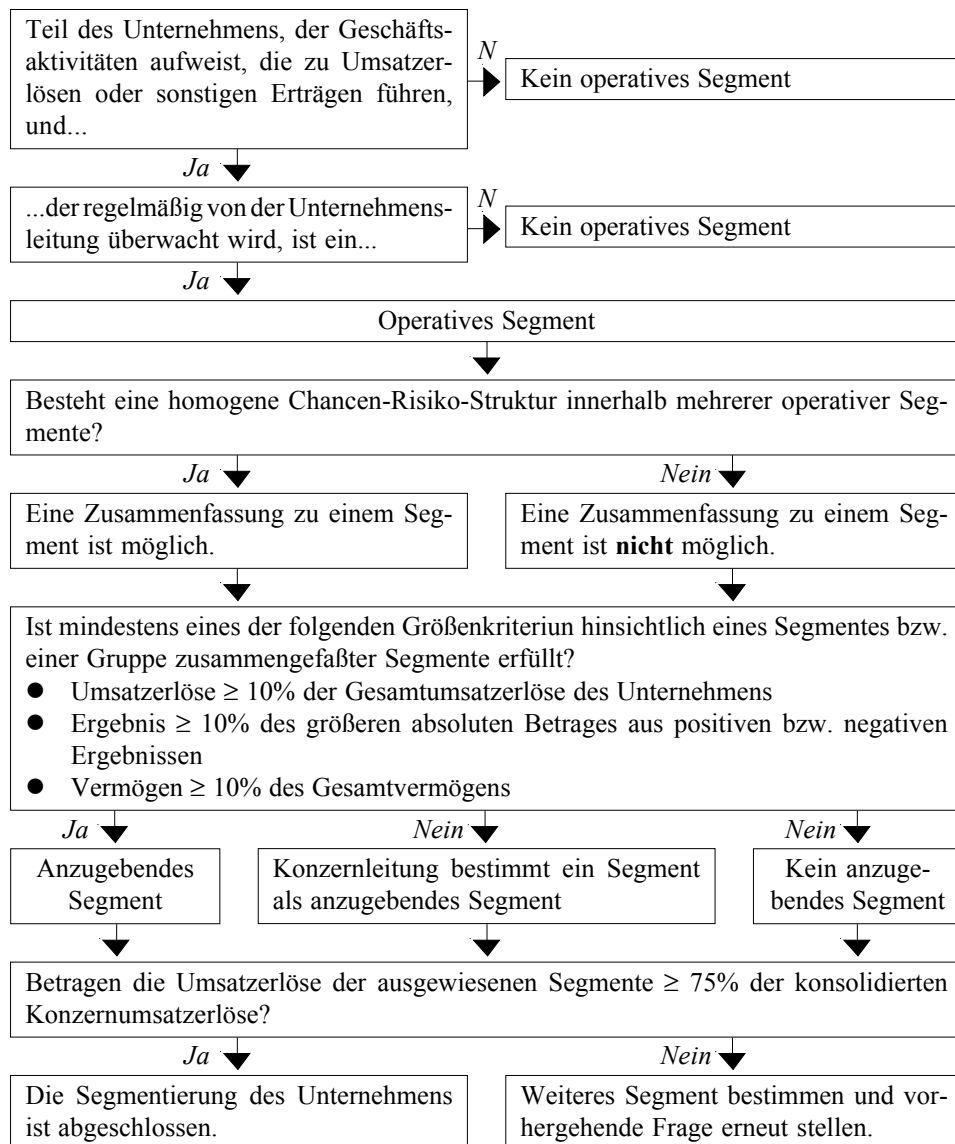 Teil des Unternehmens, der Geschäfts-
aktivitäten aufweist, die zu Umsatzer-
lösen oder sonstigen Erträgen führen,
und...
N
Kein operatives Segment
Ja
...der regelmäßig von der Unternehmens-
leitung überwacht wird, ist ein...
N
Kein operatives Segment
Ja
Operatives Segment
Besteht eine homogene Chancen-Risiko-Struktur innerhalb mehrerer operativer Seg-
mente?
Ja
Nein
Eine Zusammenfassung zu einem Seg-
ment ist möglich.
Eine Zusammenfassung zu einem Seg-
ment ist nicht möglich.
Ist mindestens eines der folgenden Größenkriteriun hinsichtlich eines Segmentes bzw.
einer Gruppe zusammengefaßter Segmente erfüllt?
● Umsatzerlöse ≥ 10% der Gesamtumsatzerlöse des Unternehmens
● Ergebnis ≥ 10% des größeren absoluten Betrages aus positiven bzw. negativen
Ergebnissen
● Vermögen ≥ 10% des Gesamtvermögens
Ja
Nein
Nein
Anzugebendes
Segment
Konzernleitung bestimmt ein Segment
als anzugebendes Segment
Kein anzuge-
bendes Segment
Betragen die Umsatzerlöse der ausgewiesenen Segmente ≥ 75% der konsolidierten
Konzernumsatzerlöse?
Ja
Nein
Die Segmentierung des Unternehmens
ist abgeschlossen.
Weiteres Segment bestimmen und vor-
hergehende Frage erneut stellen.